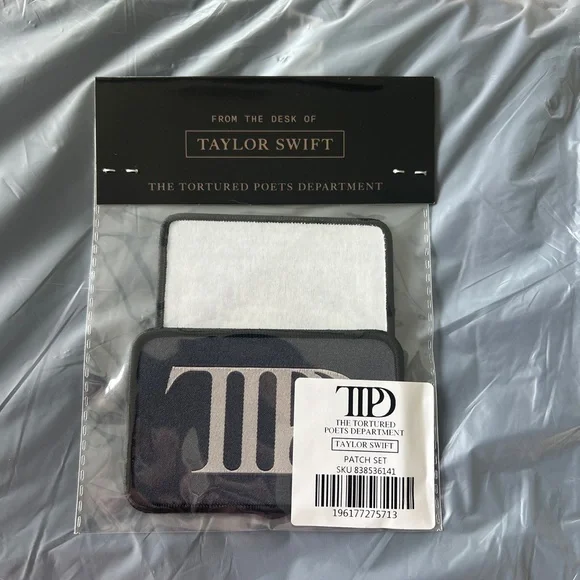 FROM THE DESK OF
TAYLOR SWIFT
THE TORTURED POETS DEPARTMENT
TTPD
TTPD
THE TORTURED
POETS DEPARTMENT
TAYLOR SWIFT
PATCH SET
SKU 838536141
196177275713